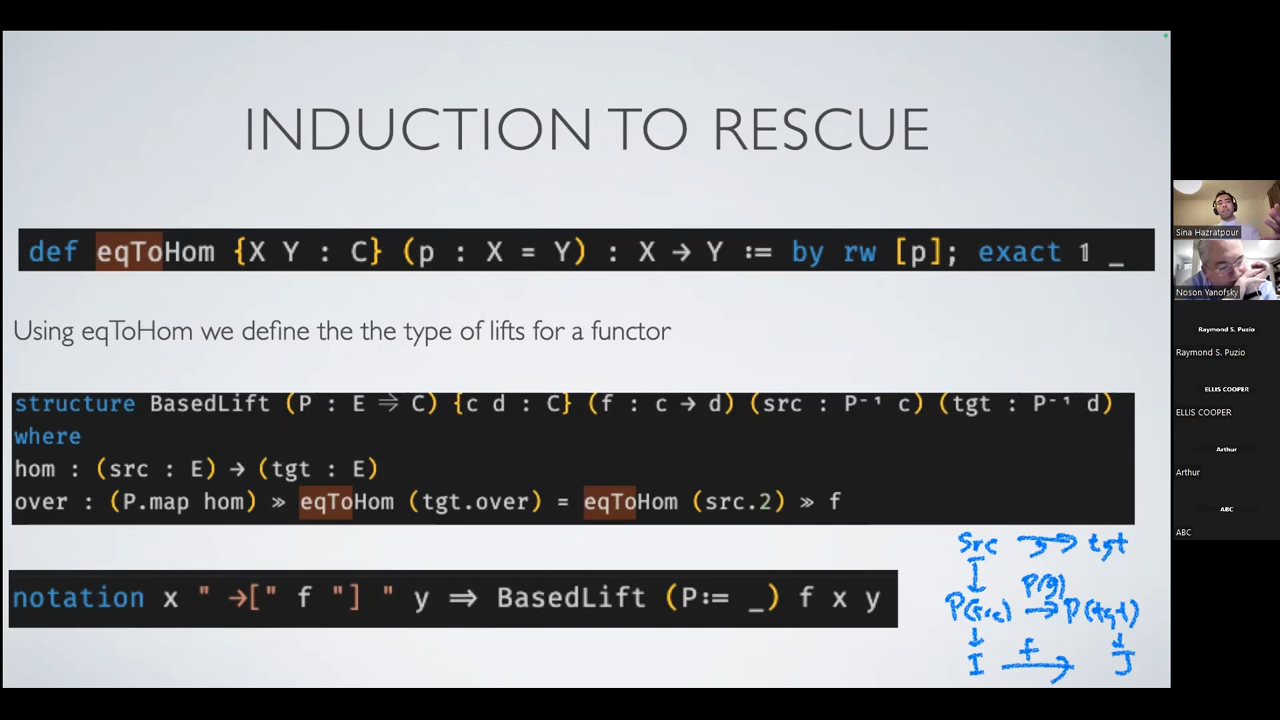 INDUCTION TO RESCUE
def eqToHom {X Y : C} (p : X = Y) : X → Y := by rw [p]; exact 𝟙 _
Using eqToHom we define the the type of lifts for a functor
structure BasedLift (P : E ⥤ C) {c d : C} (f : c → d) (src : P⁻¹ c) (tgt : P⁻¹ d)
where
hom : (src : E) → (tgt : E)
over : (P.map hom) ≫ eqToHom (tgt.over) = eqToHom (src.2) ≫ f
notation x " →[" f "] " y => BasedLift (P:= _) f x y
Src → tgt
P(g)
P(src) → P(tgt)
↓ f ↓
I → J
Sina Hazratpour
Noson Yanofsky
Raymond S. Puzio
Raymond S. Puzio
ELLIS COOPER
ELLIS COOPER
Arthur
Arthur
ABC
ABC